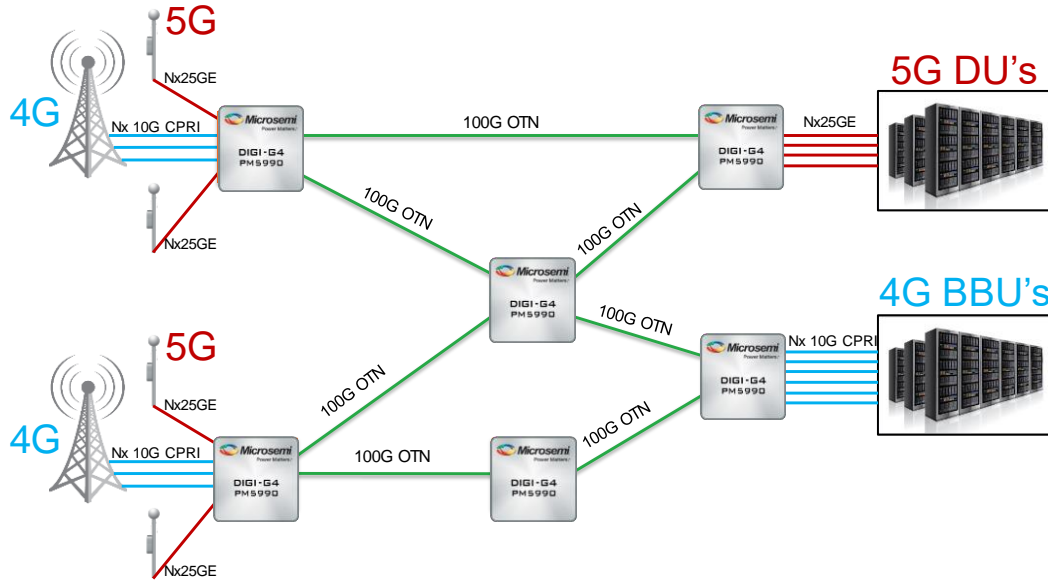 5G
Nx25GE
4G
Nx 10G CPRI
Microsemi
Power Matters.
DIGI-G4
PM5990
Nx25GE
100G OTN
Microsemi
Power Matters.
DIGI-G4
PM5990
Nx25GE
5G DU's
100G OTN
100G OTN
Microsemi
Power Matters.
DIGI-G4
PM5990
100G OTN
4G BBU's
Microsemi
Power Matters.
DIGI-G4
PM5990
Nx 10G CPRI
5G
Nx25GE
4G
Nx 10G CPRI
Microsemi
Power Matters.
DIGI-G4
PM5990
Nx25GE
100G OTN
100G OTN
Microsemi
Power Matters.
DIGI-G4
PM5990
100G OTN